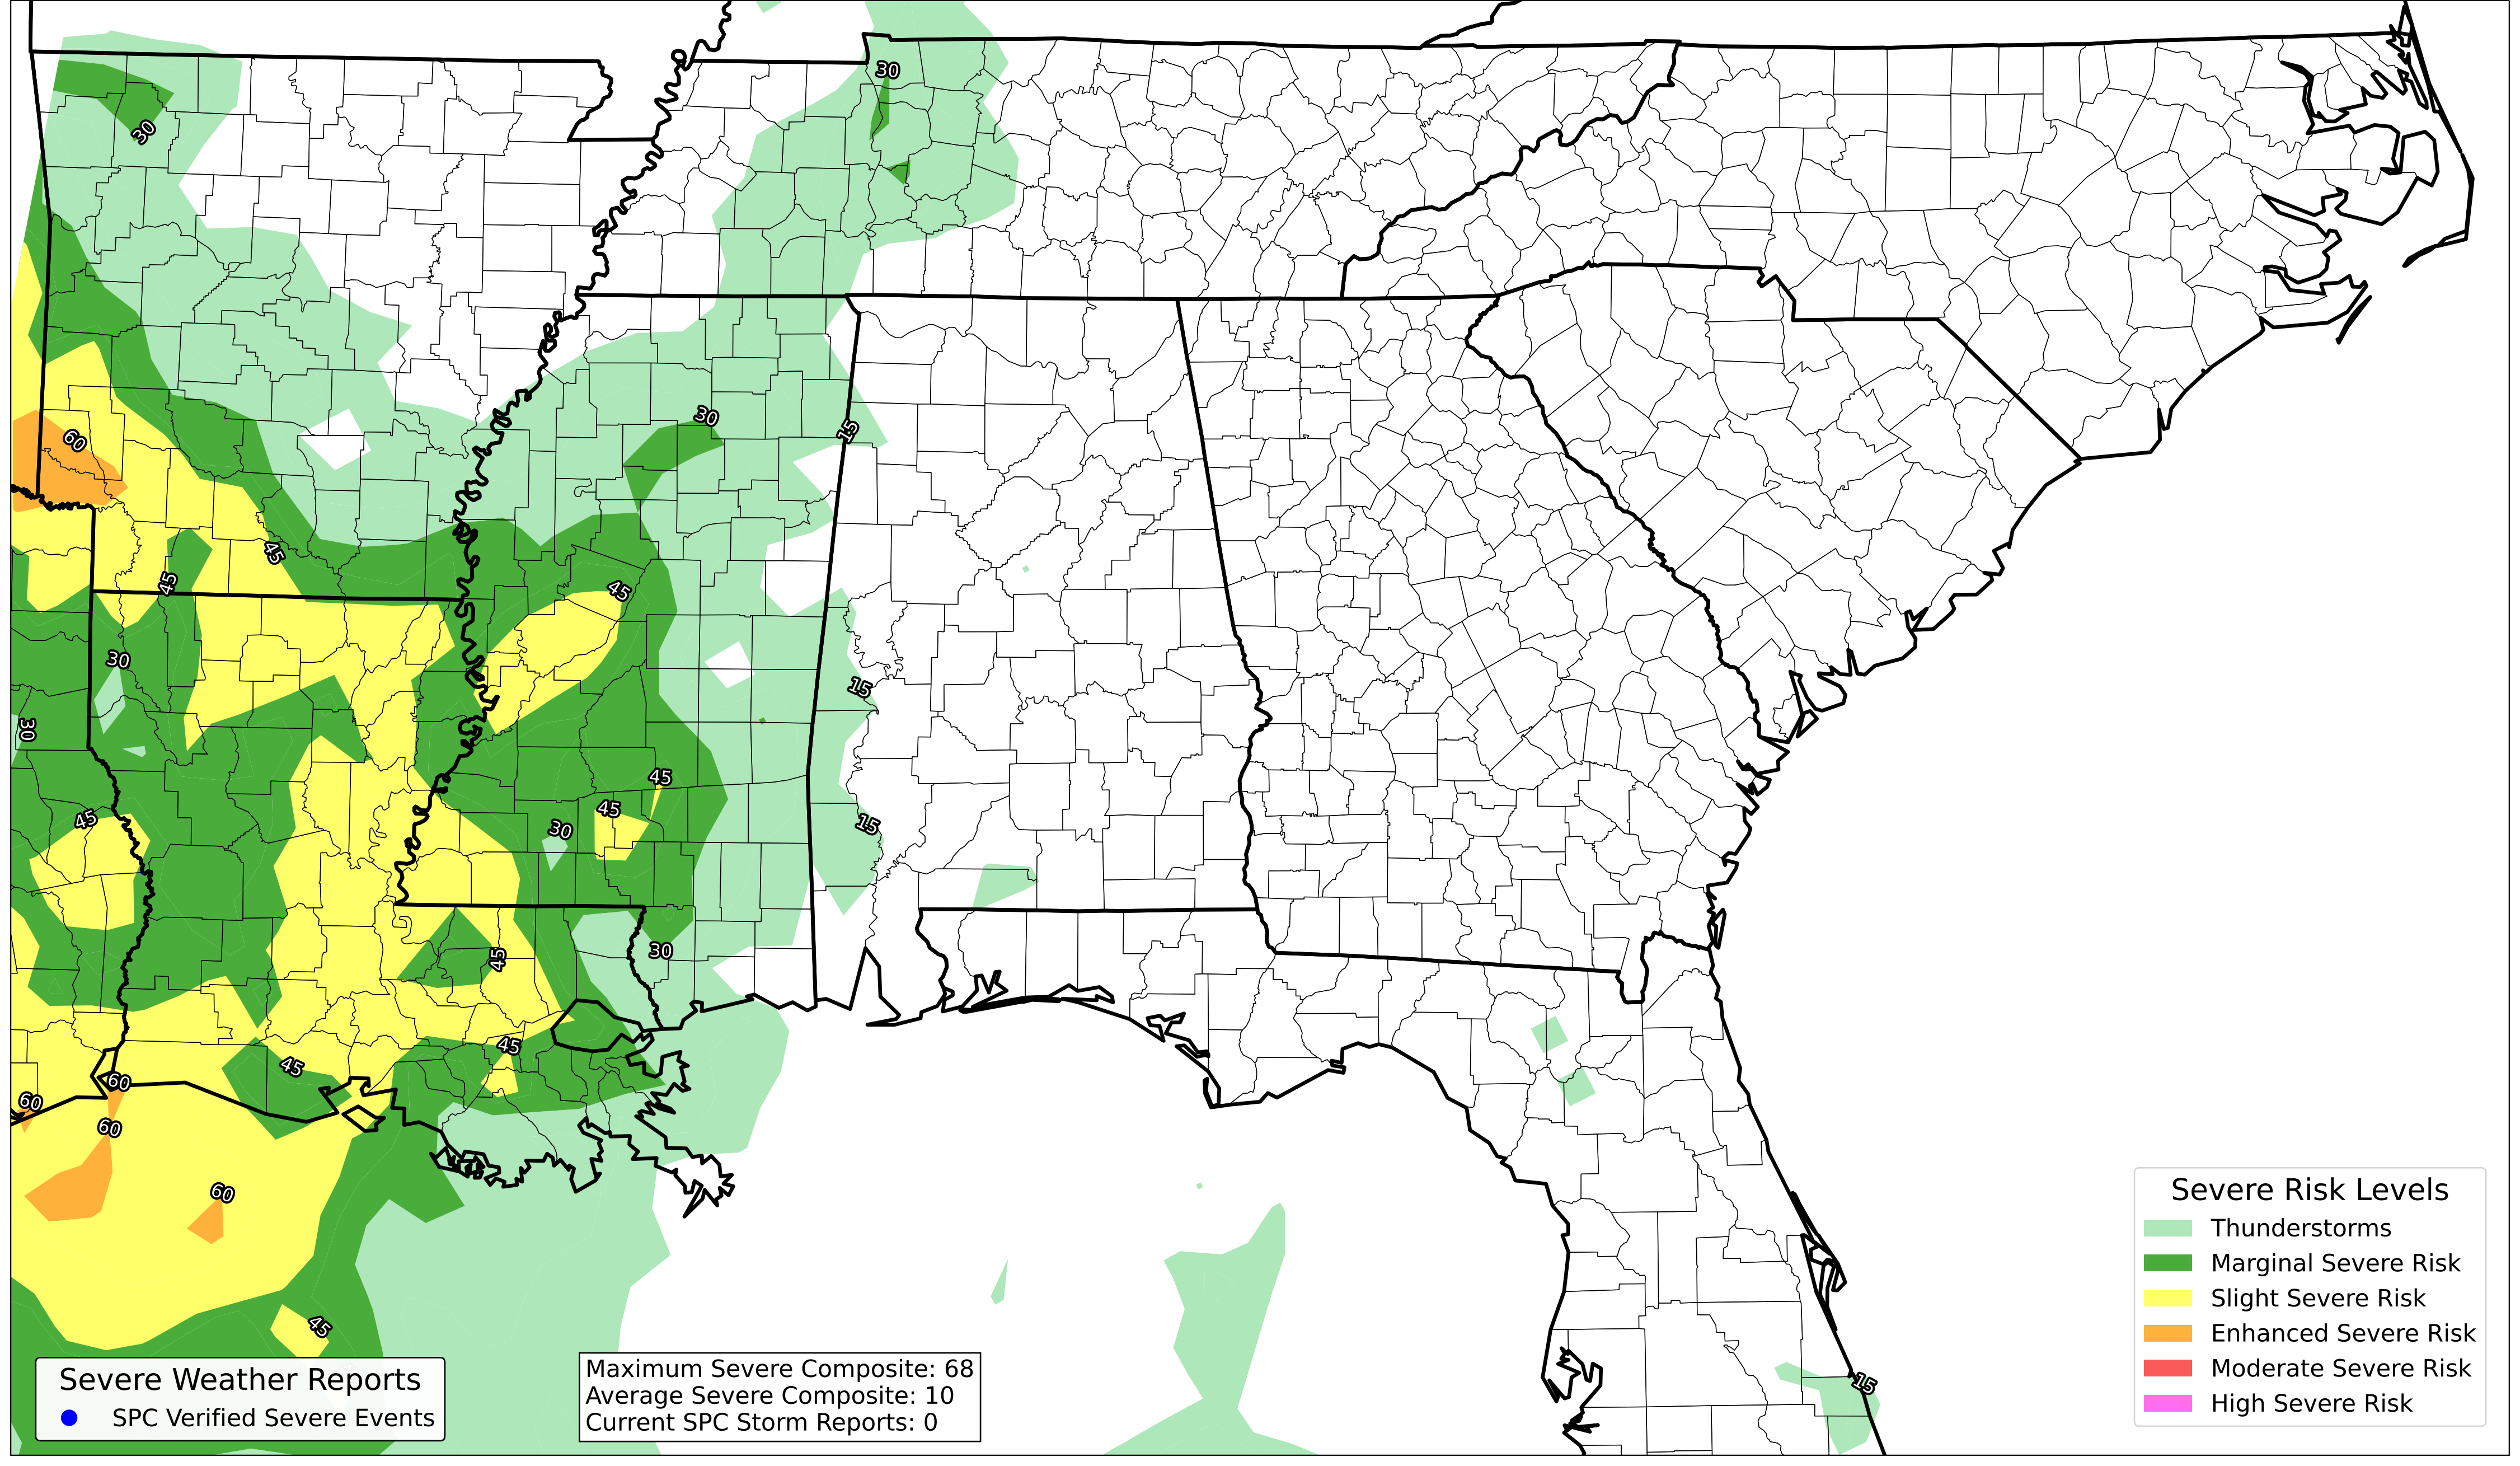 30
30
30
15
60
45
45
45
30
15
30
45
45
45
30
15
30
45
45
45
60
60
60
60
45
15
Severe Risk Levels
Thunderstorms
Marginal Severe Risk
Slight Severe Risk
Enhanced Severe Risk
Moderate Severe Risk
High Severe Risk
Severe Weather Reports
SPC Verified Severe Events
Maximum Severe Composite: 68
Average Severe Composite: 10
Current SPC Storm Reports: 0